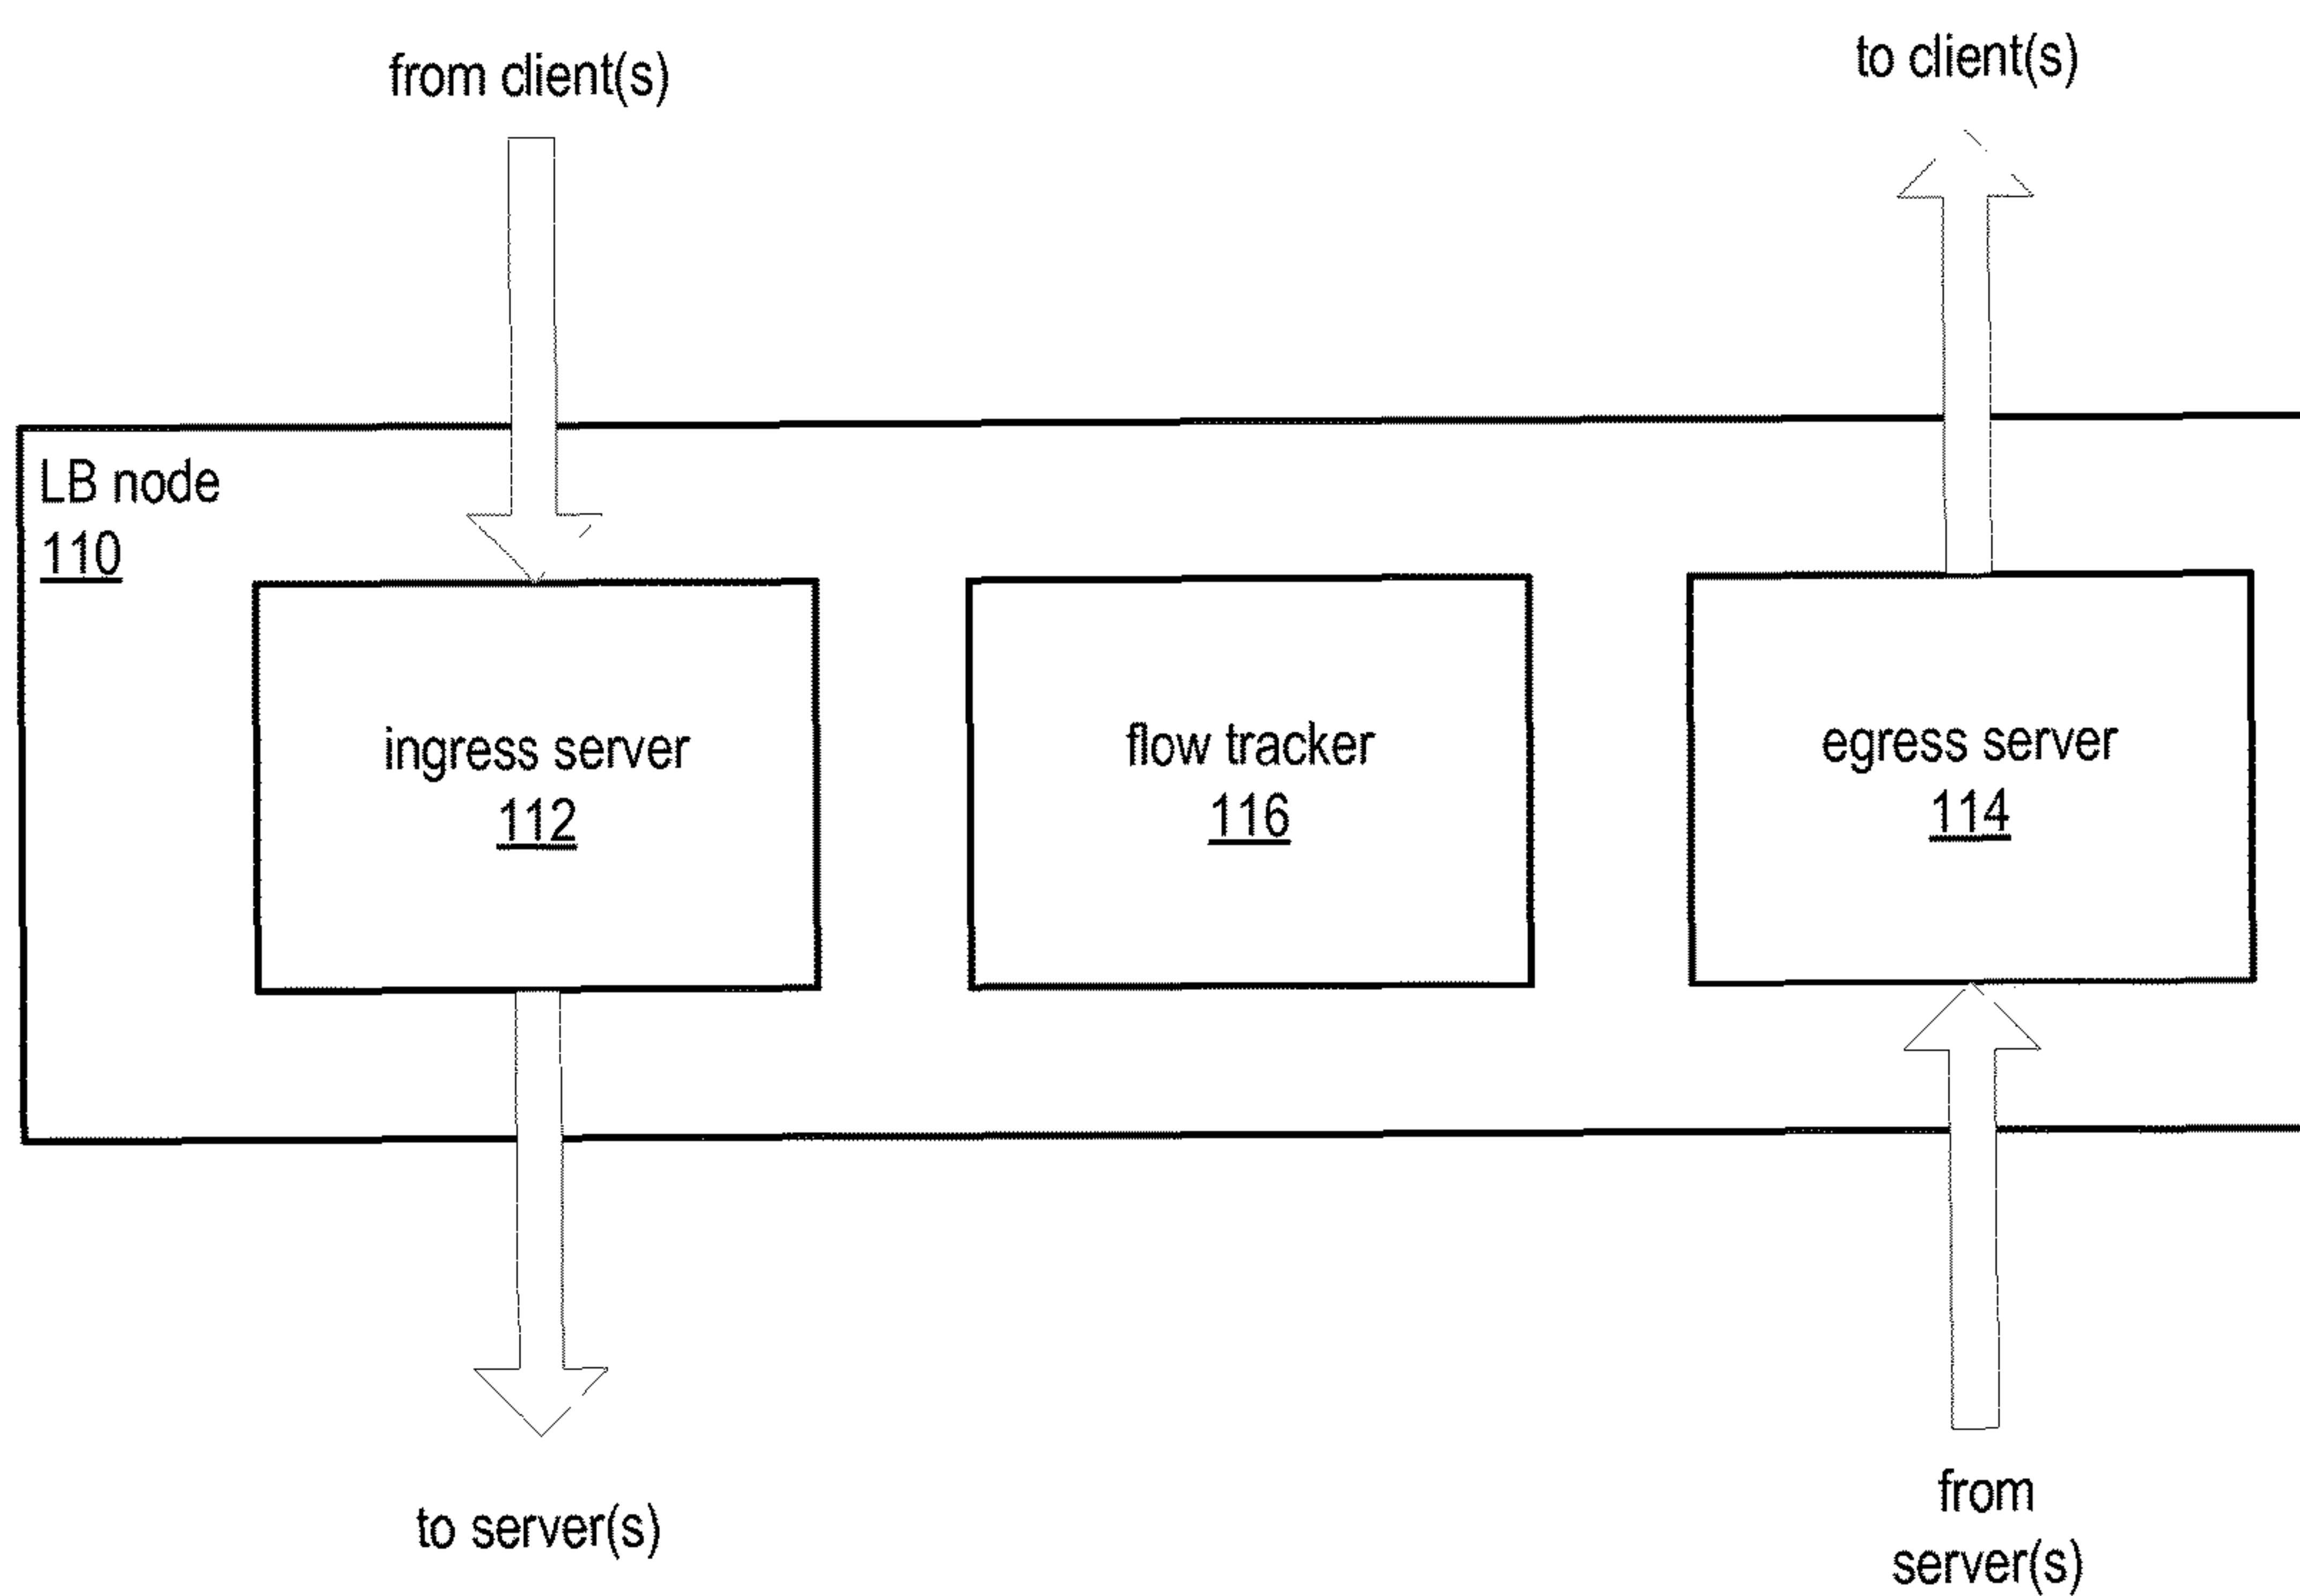 from client(s)
to client(s)
LB node
110
ingress server
112
flow tracker
116
egress server
114
to server(s)
from
server(s)